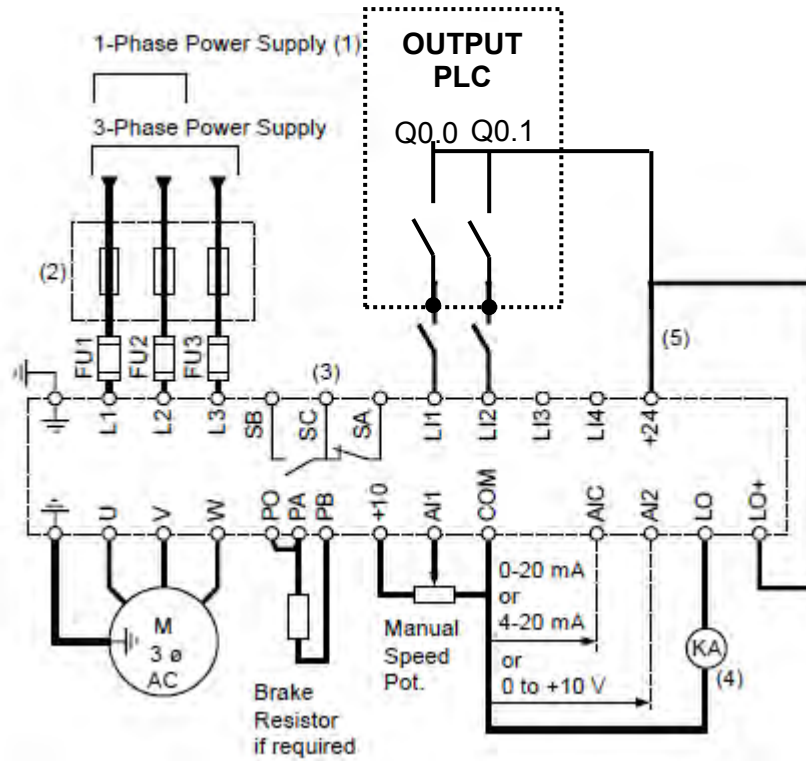 1-Phase Power Supply (1)
OUTPUT
PLC
3-Phase Power Supply
Q0.0 Q0.1
(2)
FU1
FU2
FU3
(3)
(5)
L1
L2
L3
SB
SC
SA
LI1
LI2
LI3
LI4
+24
U
V
W
PO
PA
PB
+10
AI1
COM
AIC
AI2
LO
LO+
M
3 ø
AC
Brake
Resistor
if required
Manual
Speed
Pot.
0-20 mA
or
4-20 mA
or
0 to +10 V
KA
(4)